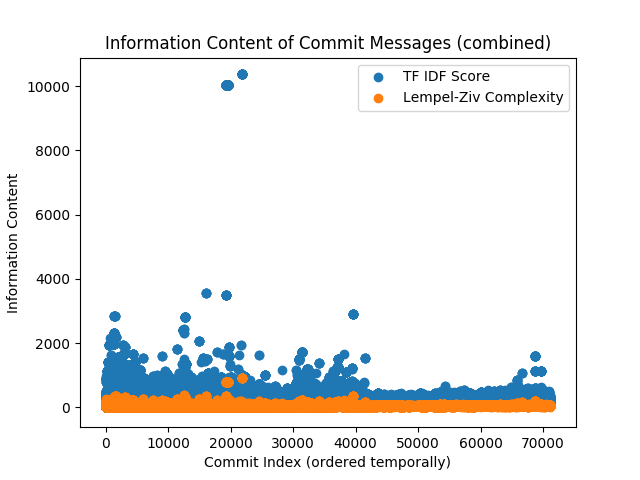 Information Content of Commit Messages (combined)
TF IDF Score
Lempel-Ziv Complexity
Information Content
10000
8000
6000
4000
2000
0
0 10000 20000 30000 40000 50000 60000 70000
Commit Index (ordered temporally)